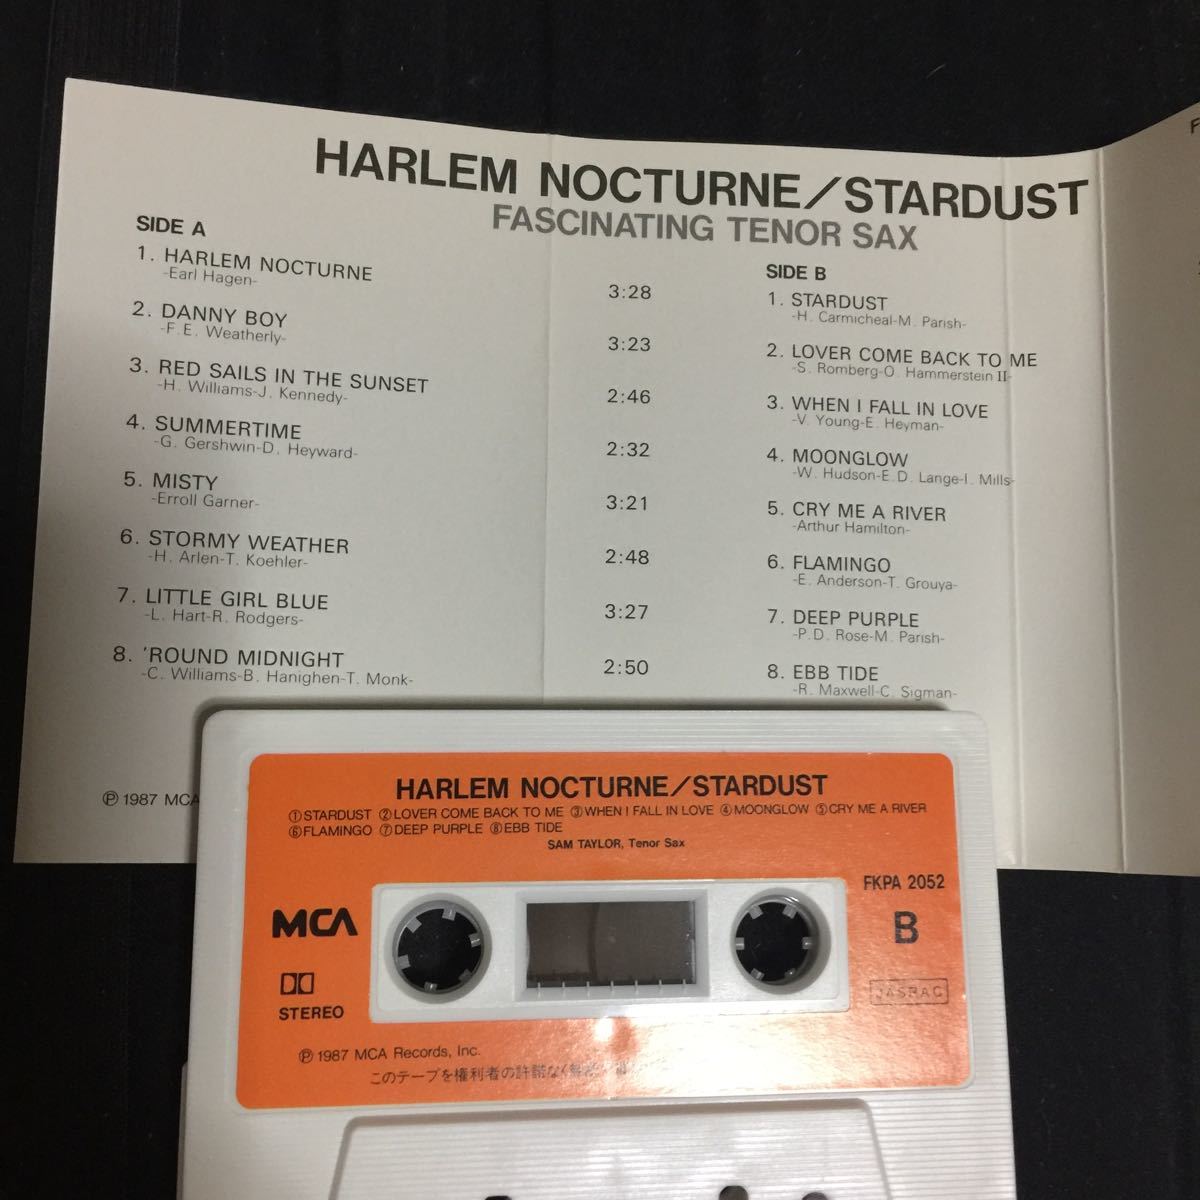 HARLEM NOCTURNE/STARDUST
FASCINATING TENOR SAX
SIDE A
1. HARLEM NOCTURNE 3:28
-Earl Hagen-
2. DANNY BOY 3:23
-F.E. Weatherly-
3. RED SAILS IN THE SUNSET 2:46
-H. Williams-J. Kennedy-
4. SUMMERTIME 2:32
-G. Gershwin-D. Heyward-
5. MISTY 3:21
-Erroll Garner-
6. STORMY WEATHER 2:48
-H. Arlen-T. Koehler-
7. LITTLE GIRL BLUE 3:27
-L. Hart-R. Rodgers-
8. 'ROUND MIDNIGHT 2:50
-C. Williams-B. Hanighen-T. Monk-
SIDE B
1. STARDUST
-H. Carmicheal-M. Parish-
2. LOVER COME BACK TO ME
-S. Romberg-O. Hammerstein II-
3. WHEN I FALL IN LOVE
-V. Young-E. Heyman-
4. MOONGLOW
-W. Hudson-E.D. Lange-I. Mills-
5. CRY ME A RIVER
-Arthur Hamilton-
6. FLAMINGO
-E. Anderson-T. Grouya-
7. DEEP PURPLE
-P.D. Rose-M. Parish-
8. EBB TIDE
-R. Maxwell-C. Sigman-
℗ 1987 MCA
HARLEM NOCTURNE/STARDUST
①STARDUST ②LOVER COME BACK TO ME ③WHEN I FALL IN LOVE ④MOONGLOW ⑤CRY ME A RIVER
⑥FLAMINGO ⑦DEEP PURPLE ⑧EBB TIDE
SAM TAYLOR, Tenor Sax
FKPA 2052
MCA
B
STEREO
JASRAC
℗ 1987 MCA Records, Inc.
このテープを権利者の許諾なく